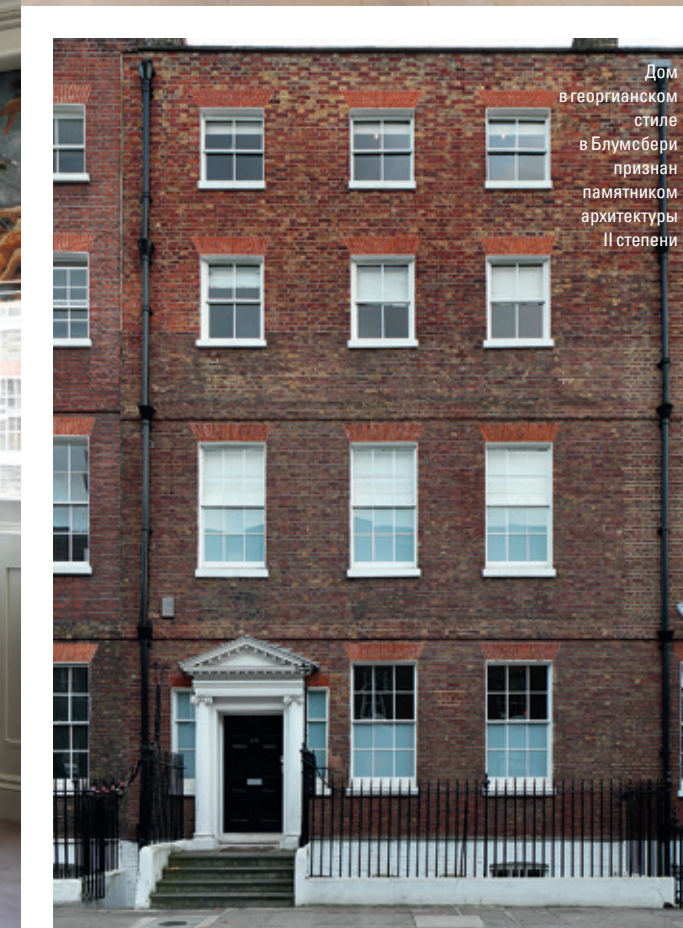 Дом
в георгианском
стиле
в Блумсбери
признан
памятником
архитектуры
II степени